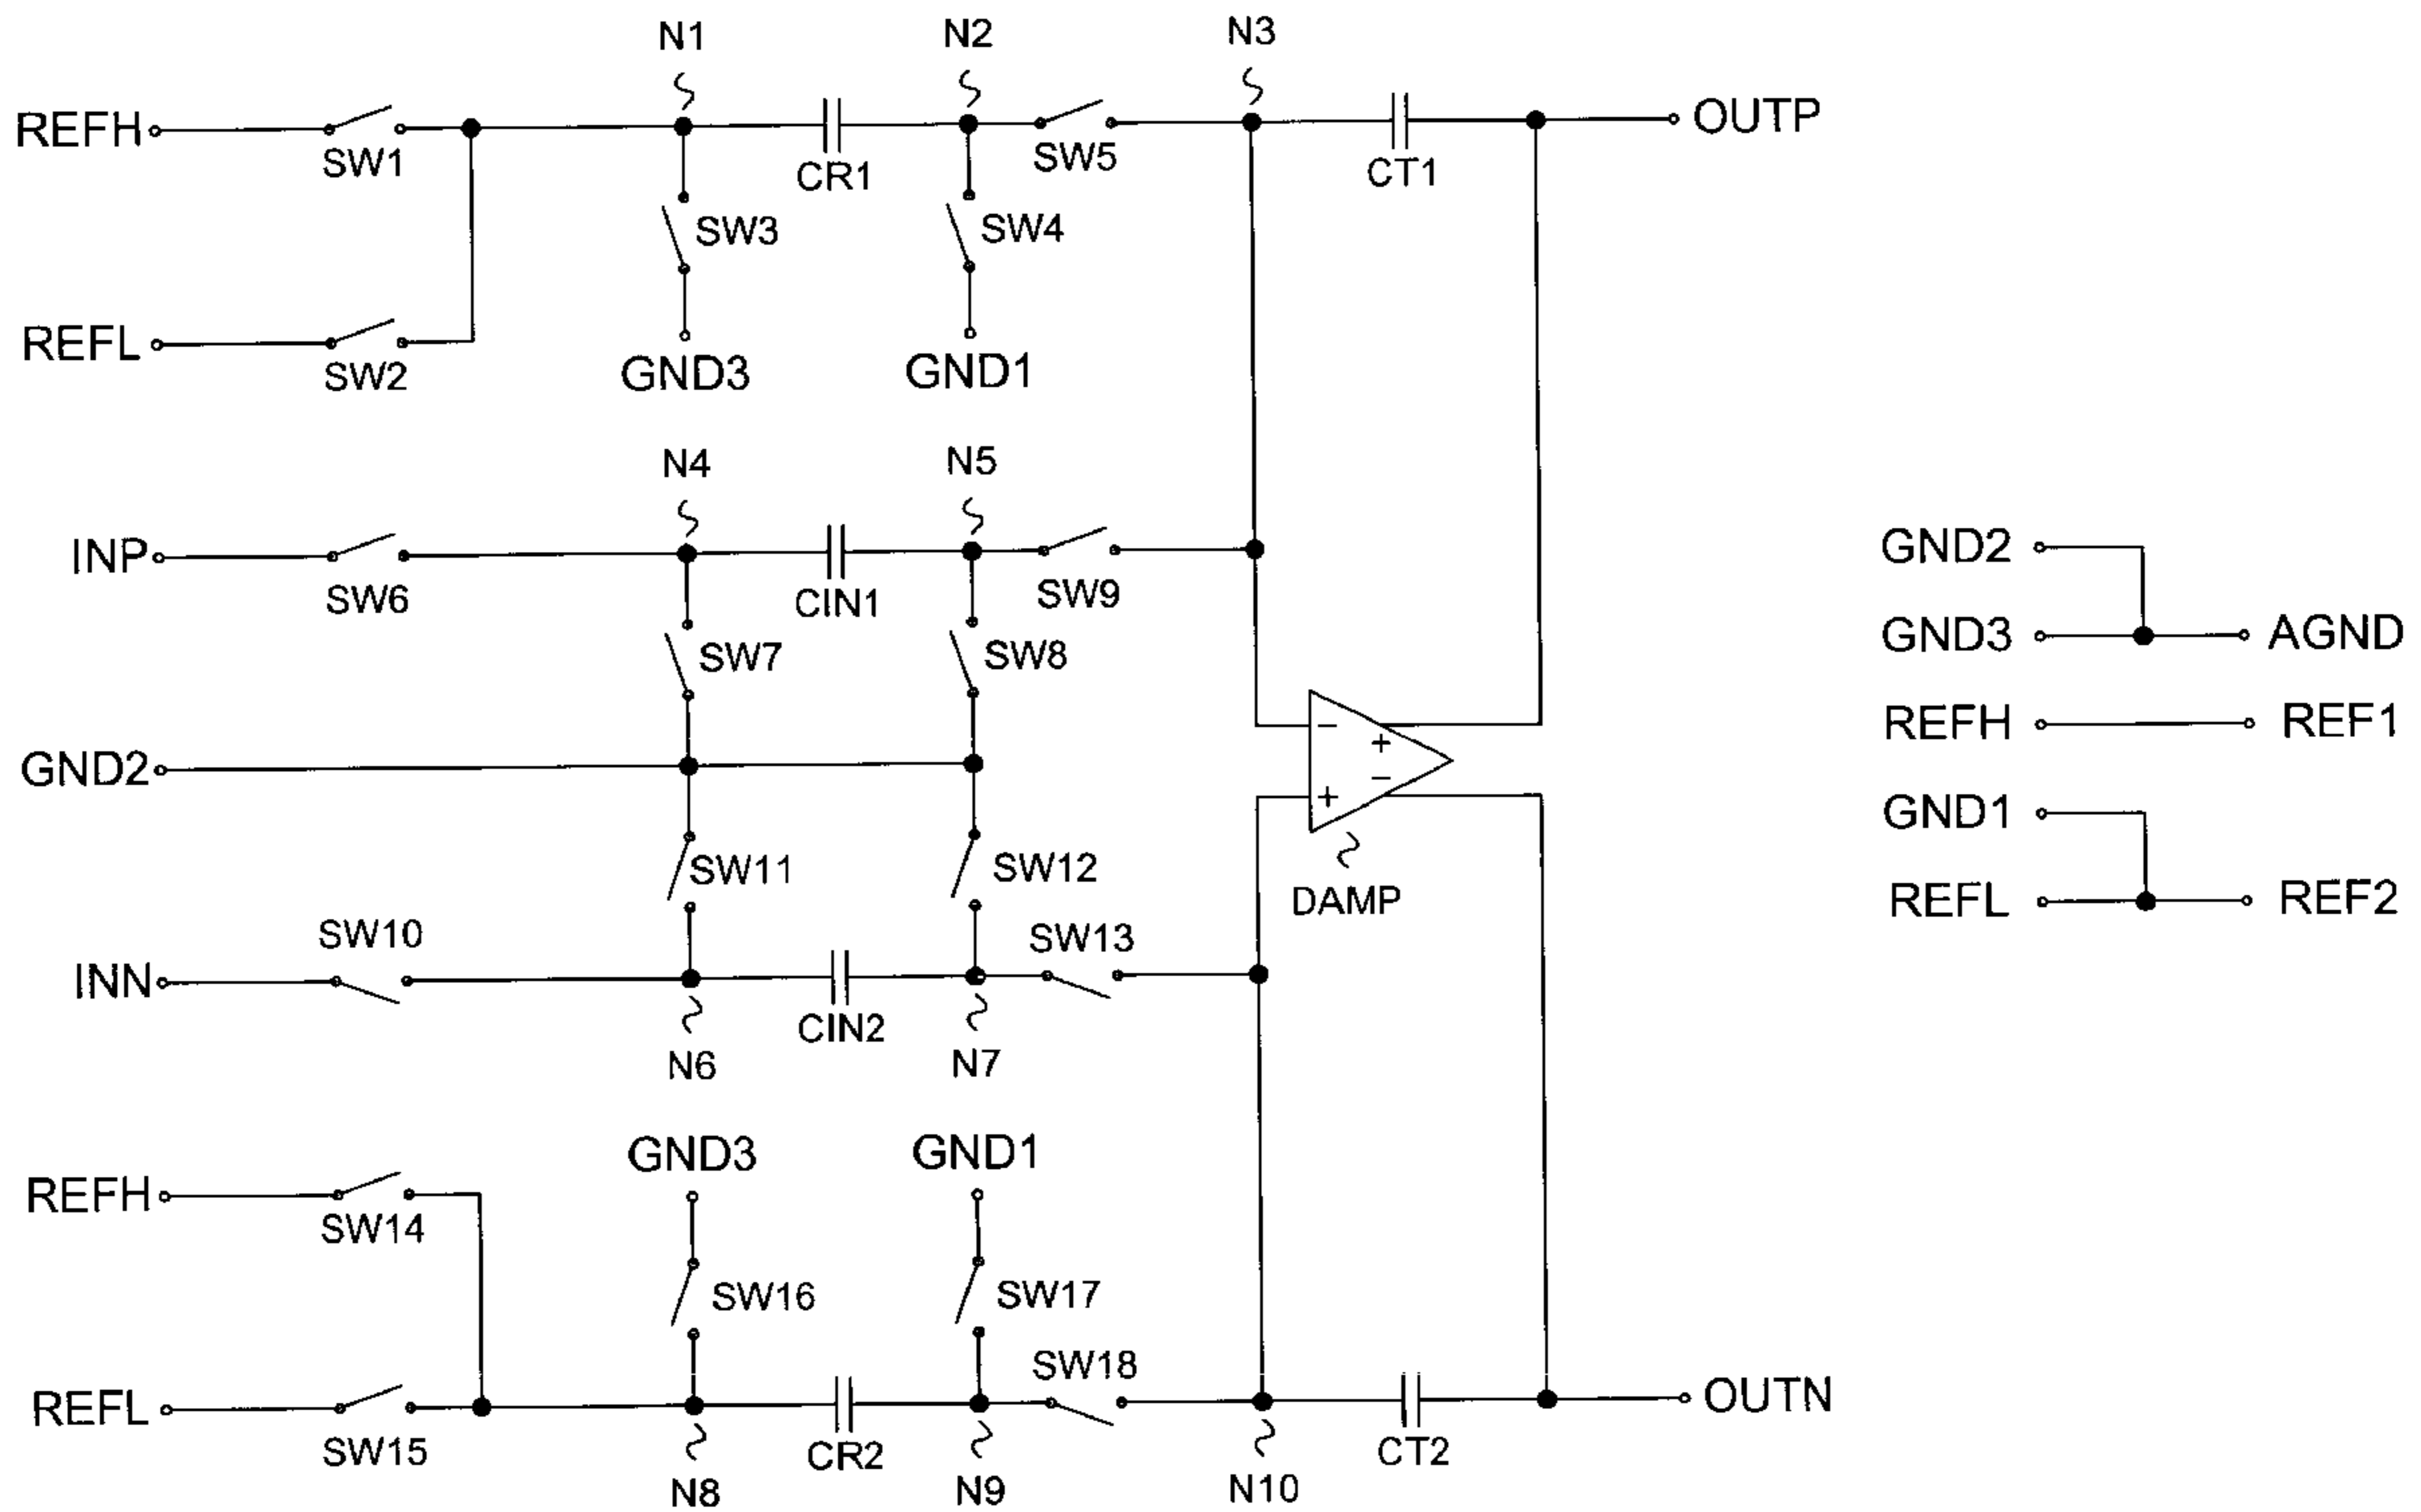 N1 N2 N3
REFH SW1 CR1 SW5 CT1 OUTP
SW3 SW4
REFL SW2 GND3 GND1
N4 N5
INP SW6 CIN1 SW9
GND2
SW7 SW8
GND3 AGND
− +
REFH REF1
GND2
−
+
GND1
SW11 SW12 DAMP
REFL REF2
SW10 SW13
INN CIN2
N6 N7
GND3 GND1
REFH SW14
SW16 SW17
SW18
REFL SW15 CR2 CT2 OUTN
N8 N9 N10